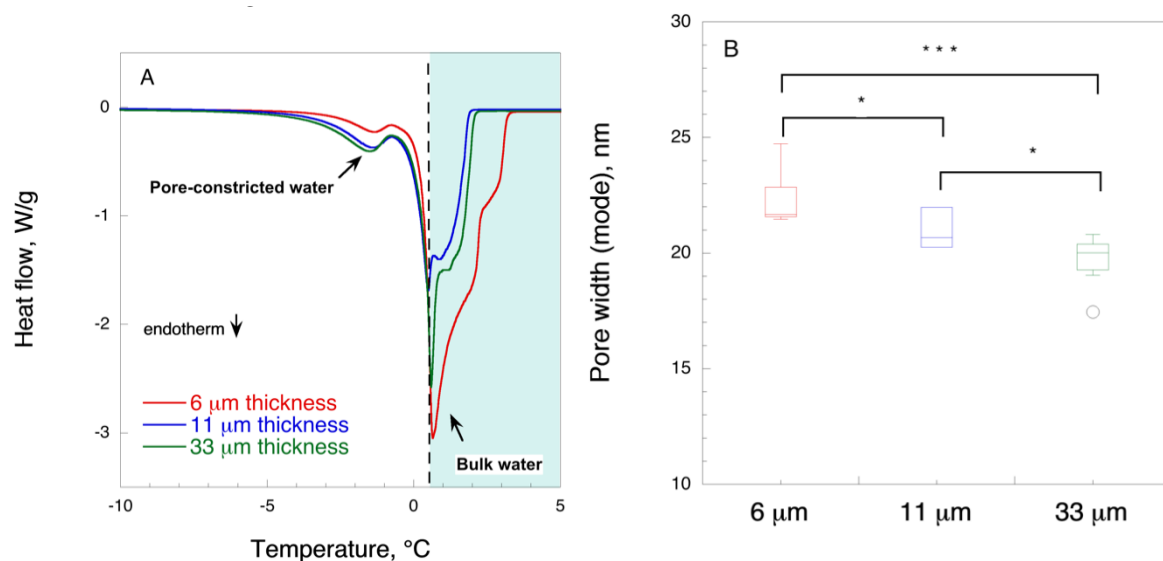 A
0
-1
-2
-3
Heat flow, W/g
Pore-constricted water
endotherm
6 μm thickness
11 μm thickness
33 μm thickness
Bulk water
-10
-5
0
5
Temperature, °C
B
30
25
20
15
10
Pore width (mode), nm
* * *
*
*
6 μm
11 μm
33 μm